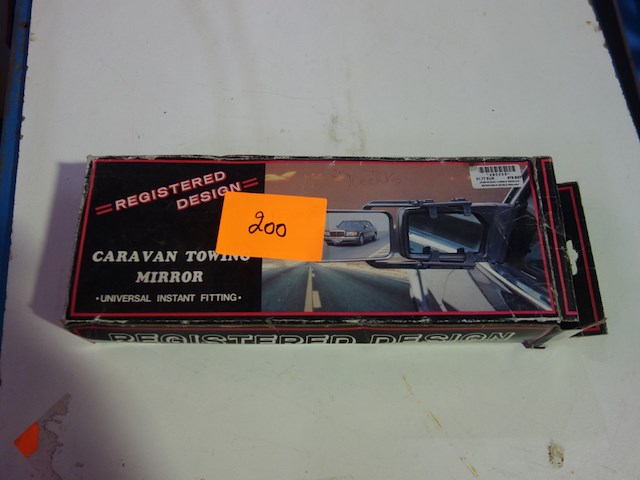 REGISTERED
DESIGN
200
CARAVAN TOWING
MIRROR
• UNIVERSAL INSTANT FITTING •
REGISTERED DESIGN